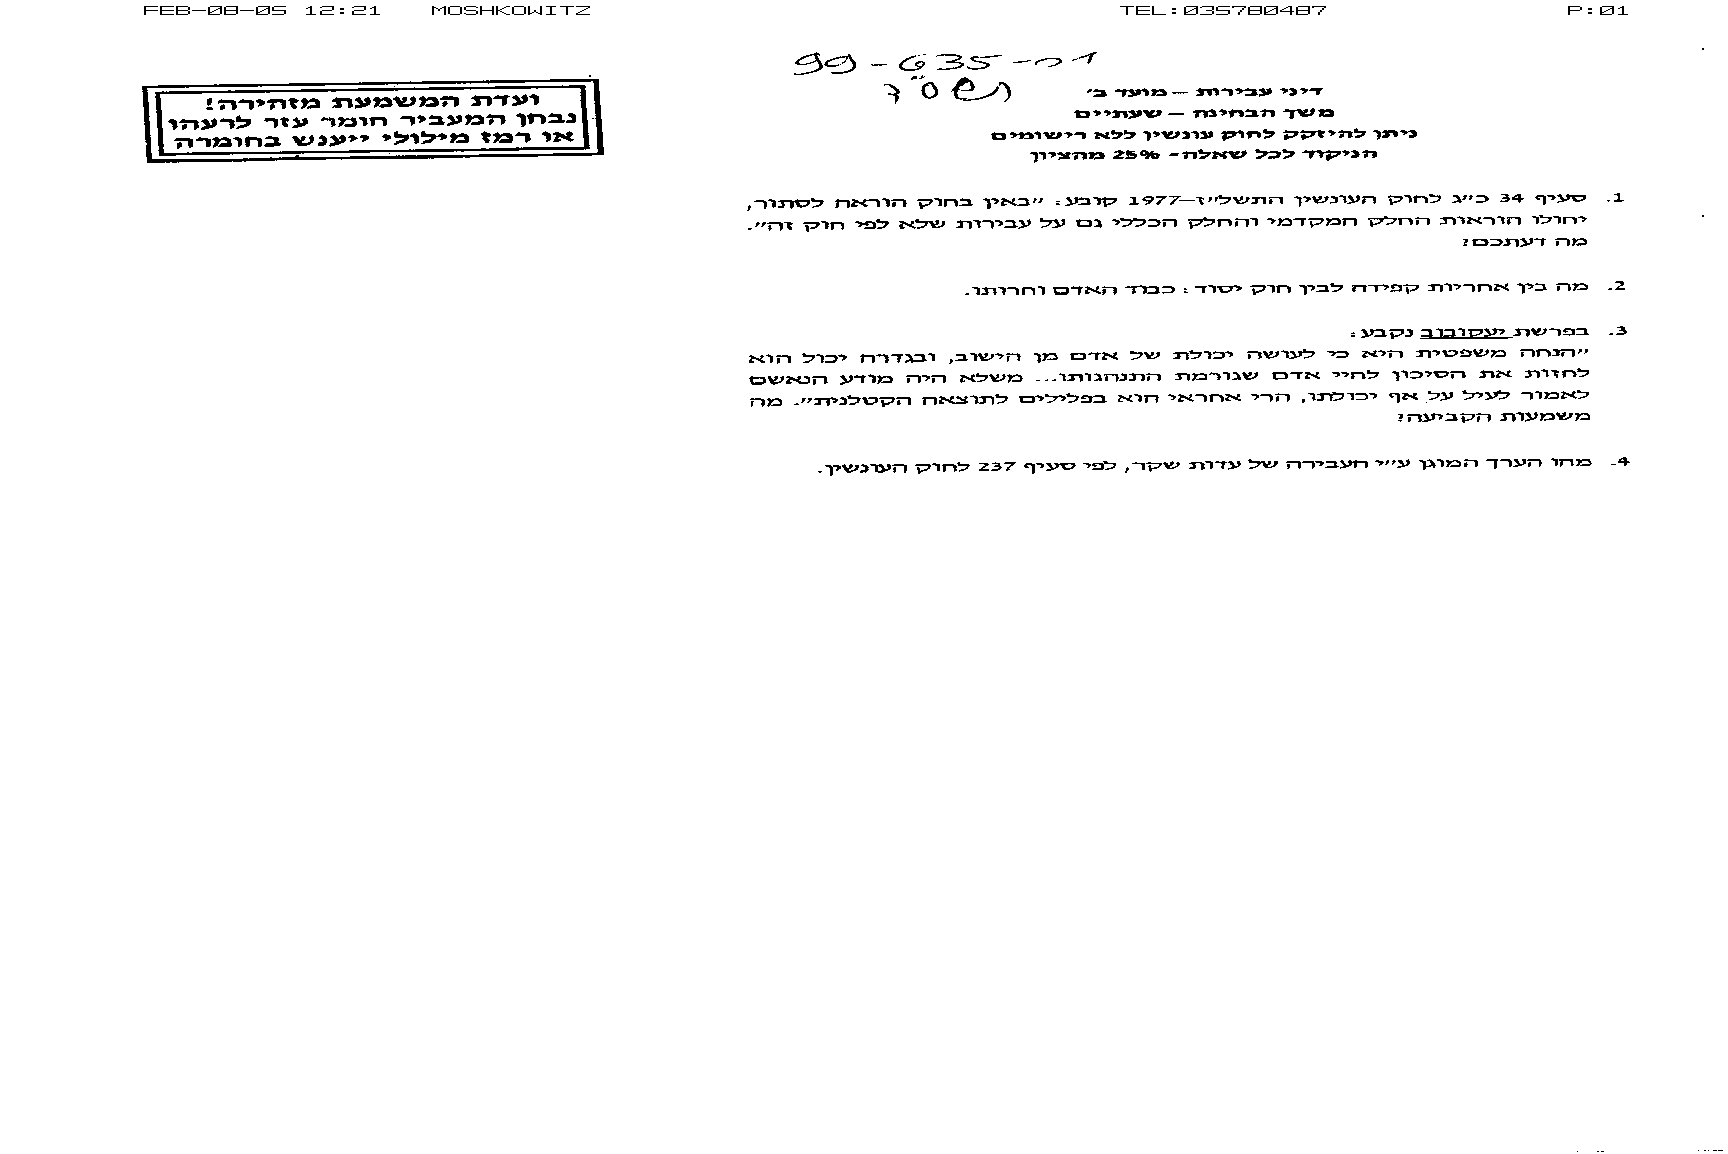 FEB-08-05 12:21 MOSHKOWITZ TEL:035780487 P:01
99-635-01
תשס"ד
ועדת המשמעת מזהירה!
נבחן המעביר חומר עזר לרעהו
או רמז מילולי ייענש בחומרה
דיני עבירות – מועד ב'
משך הבחינה – שעתיים
ניתן להיזקק לחוק עונשין ללא רישומים
הניקוד לכל שאלה- 25% מהציון
1. סעיף 34 כ"ג לחוק העונשין התשל"ז–1977 קובע: "באין בחוק הוראה לסתור,
יחולו הוראות החלק המקדמי והחלק הכללי גם על עבירות שלא לפי חוק זה".
מה דעתכם?
2. מה בין אחריות קפידה לבין חוק יסוד: כבוד האדם וחרותו.
3. בפרשת יעקובוב נקבע:
"הנחה משפטית היא כי לעושה יכולת של אדם מן הישוב, ובגדרה יכול הוא
לחזות את הסיכון לחיי אדם שגורמת התנהגותו... משלא היה מודע הנאשם
לאמור לעיל על אף יכולתו, הרי אחראי הוא בפלילים לתוצאה הקטלנית". מה
משמעות הקביעה?
4. מהו הערך המוגן ע"י העבירה של עדות שקר, לפי סעיף 237 לחוק העונשין.